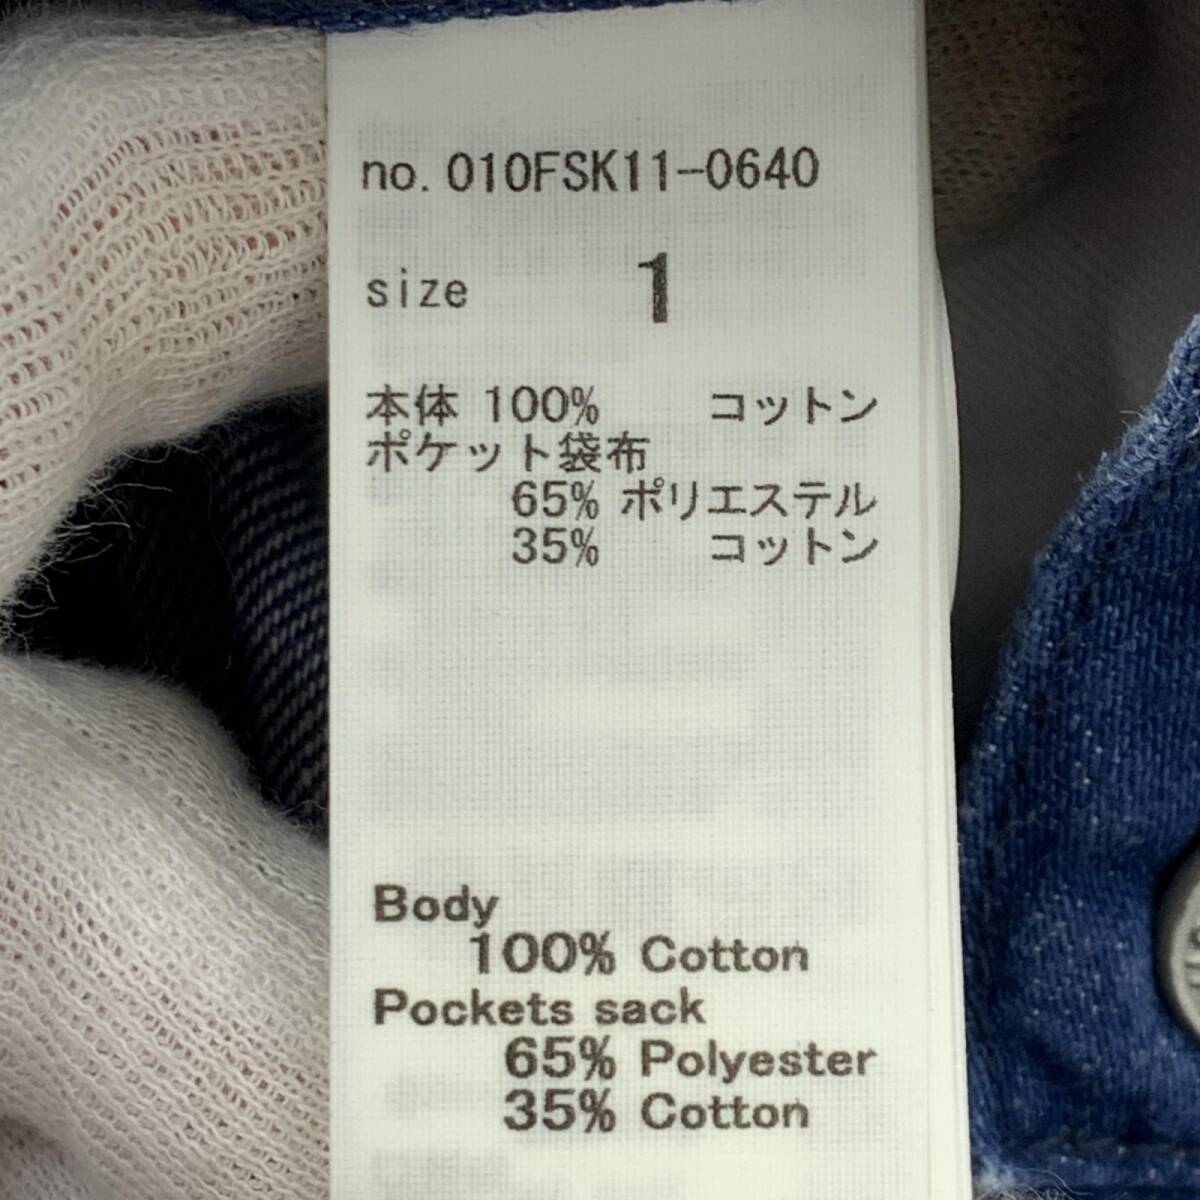 no. 010FSK11-0640
size 1
本体 100% コットン
ポケット袋布
65% ポリエステル
35% コットン
Body
100% Cotton
Pockets sack
65% Polyester
35% Cotton